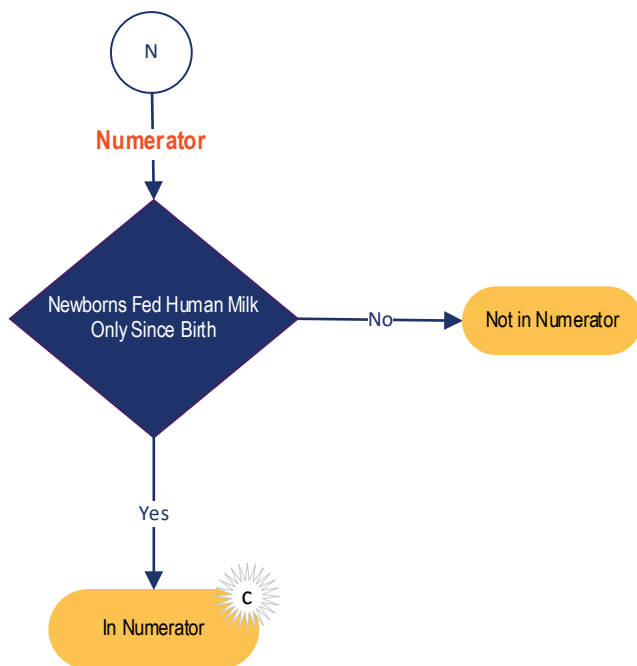 N
Numerator
Newborns Fed Human Milk
Only Since Birth
No
Not in Numerator
Yes
C
In Numerator